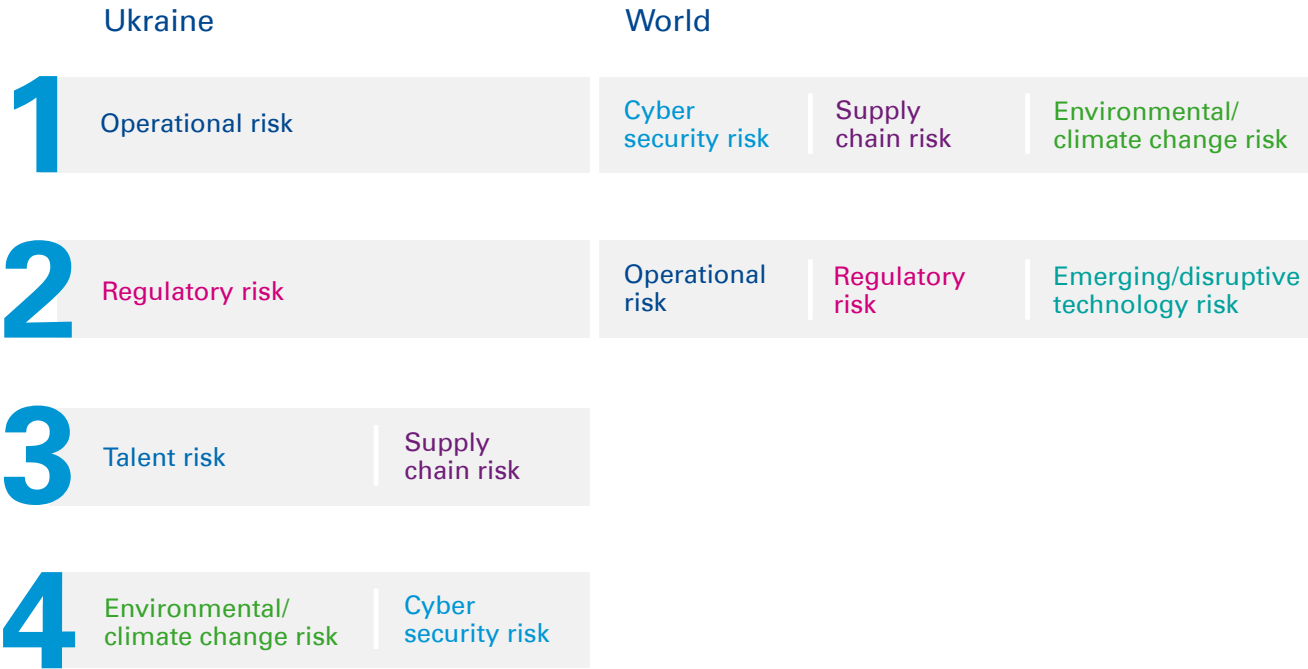 Ukraine
World
1
Operational risk
Cyber
security risk
Supply
chain risk
Environmental/
climate change risk
2
Regulatory risk
Operational
risk
Regulatory
risk
Emerging/disruptive
technology risk
3
Talent risk
Supply
chain risk
4
Environmental/
climate change risk
Cyber
security risk